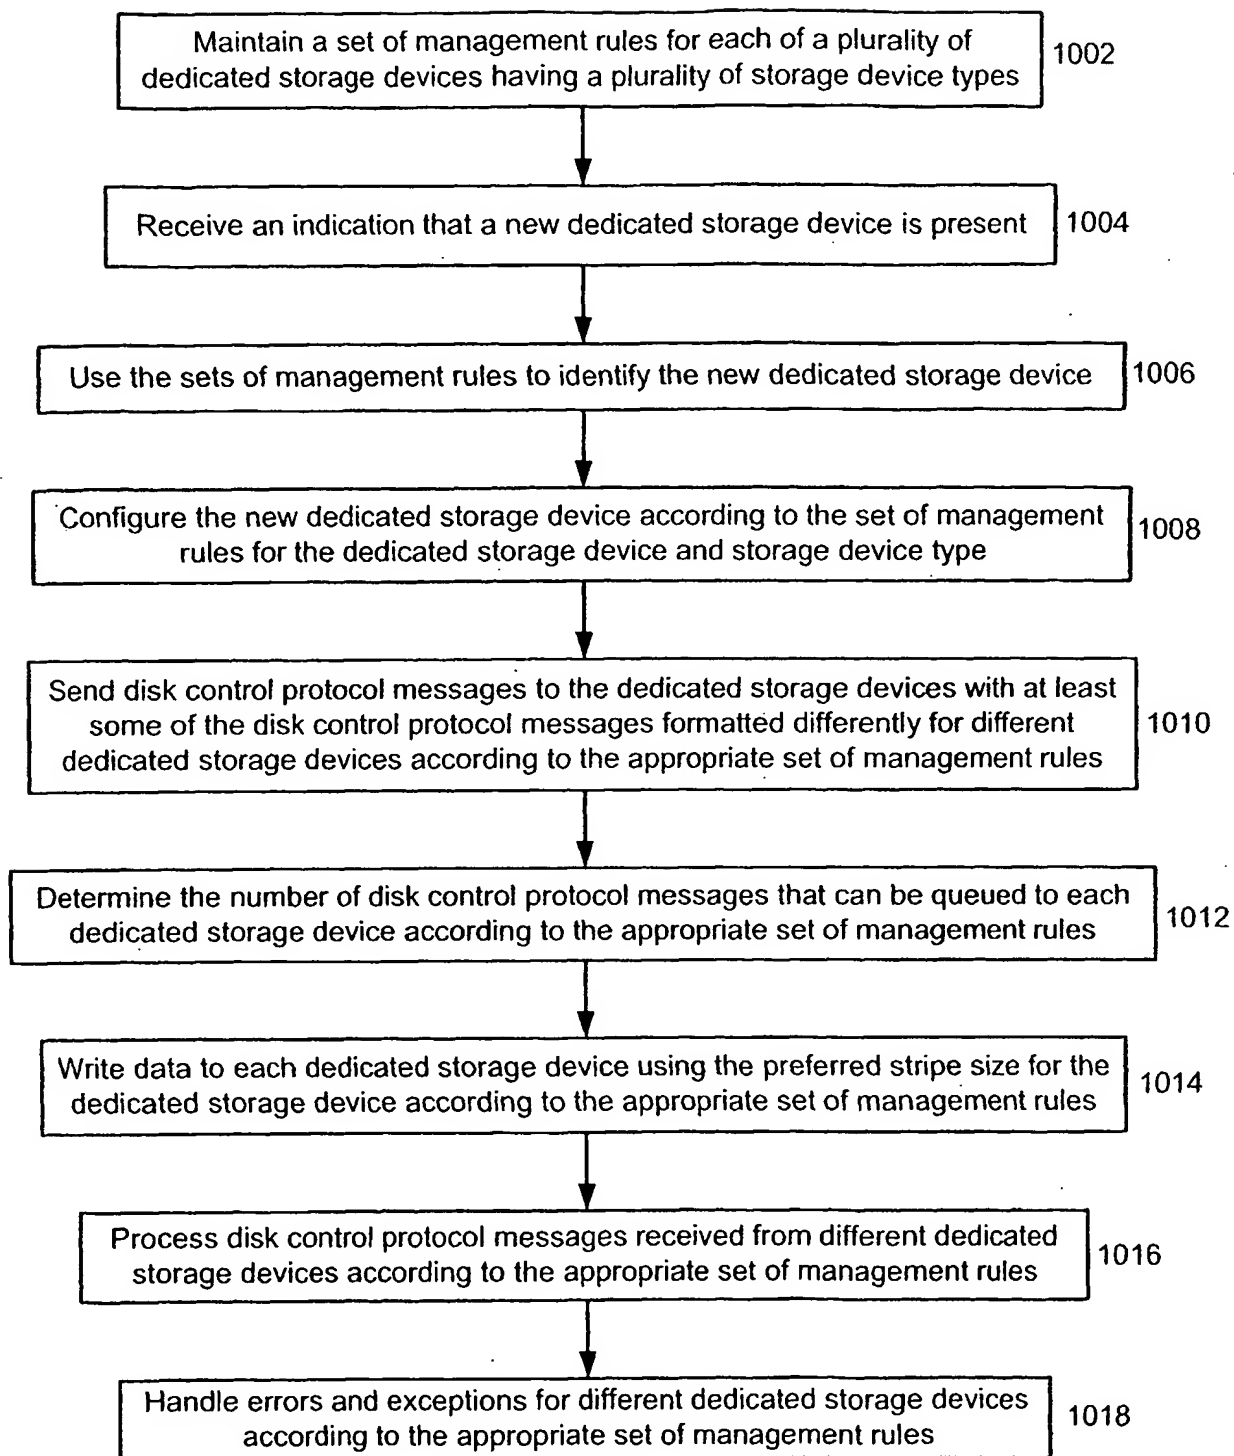 Maintain a set of management rules for each of a plurality of
dedicated storage devices having a plurality of storage device types
1002
Receive an indication that a new dedicated storage device is present
1004
Use the sets of management rules to identify the new dedicated storage device
1006
Configure the new dedicated storage device according to the set of management
rules for the dedicated storage device and storage device type
1008
Send disk control protocol messages to the dedicated storage devices with at least
some of the disk control protocol messages formatted differently for different
dedicated storage devices according to the appropriate set of management rules
1010
Determine the number of disk control protocol messages that can be queued to each
dedicated storage device according to the appropriate set of management rules
1012
Write data to each dedicated storage device using the preferred stripe size for the
dedicated storage device according to the appropriate set of management rules
1014
Process disk control protocol messages received from different dedicated
storage devices according to the appropriate set of management rules
1016
Handle errors and exceptions for different dedicated storage devices
according to the appropriate set of management rules
1018